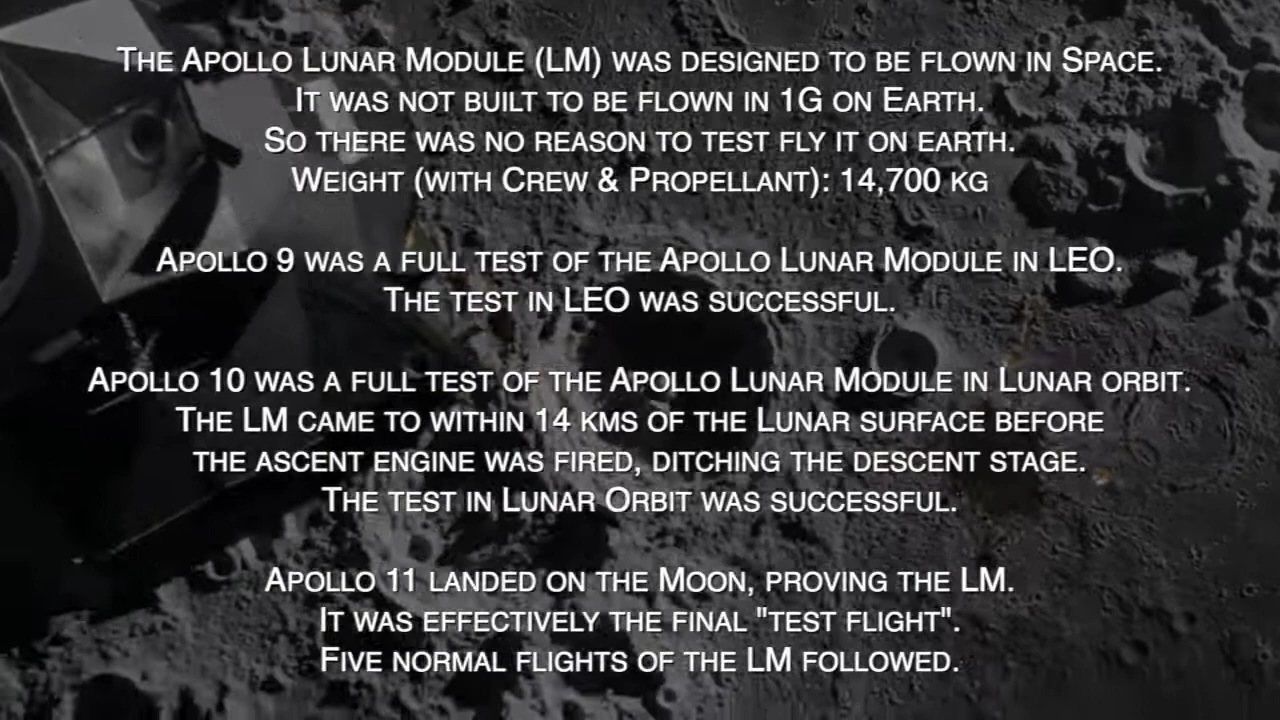 The Apollo Lunar Module (LM) was designed to be flown in Space.
It was not built to be flown in 1G on Earth.
So there was no reason to test fly it on earth.
Weight (with Crew & Propellant): 14,700 kg
Apollo 9 was a full test of the Apollo Lunar Module in LEO.
The test in LEO was successful.
Apollo 10 was a full test of the Apollo Lunar Module in Lunar orbit.
The LM came to within 14 kms of the Lunar surface before
the ascent engine was fired, ditching the descent stage.
The test in Lunar Orbit was successful.
Apollo 11 landed on the Moon, proving the LM.
It was effectively the final "test flight".
Five normal flights of the LM followed.